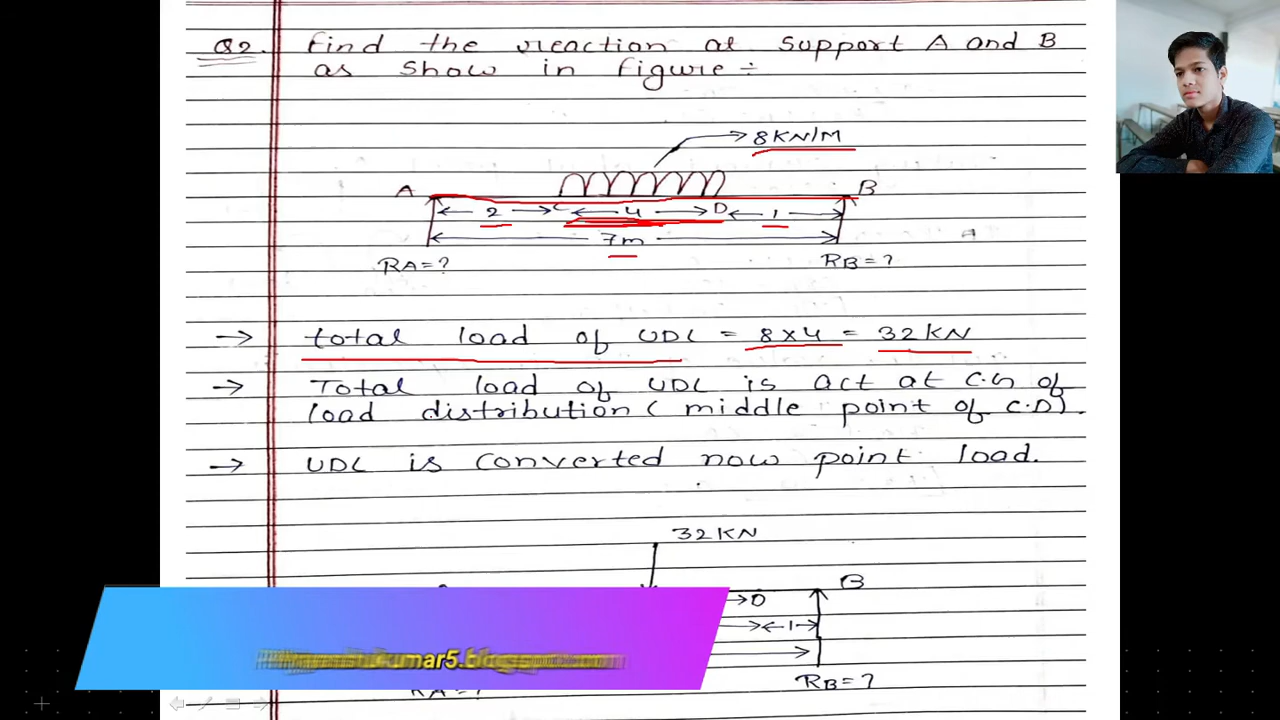 Q2. Find the reaction at support A and B
as show in figure ÷
8KN/M
A B
2 C 4 D 1
7m
RA=? RB=?
→ total load of UDL = 8×4 = 32KN
→ Total load of UDL is act at C.G of
load distribution ( middle point of C.D).
→ UDL is converted now point load.
32KN
B
D
1
RB=?
RA=?